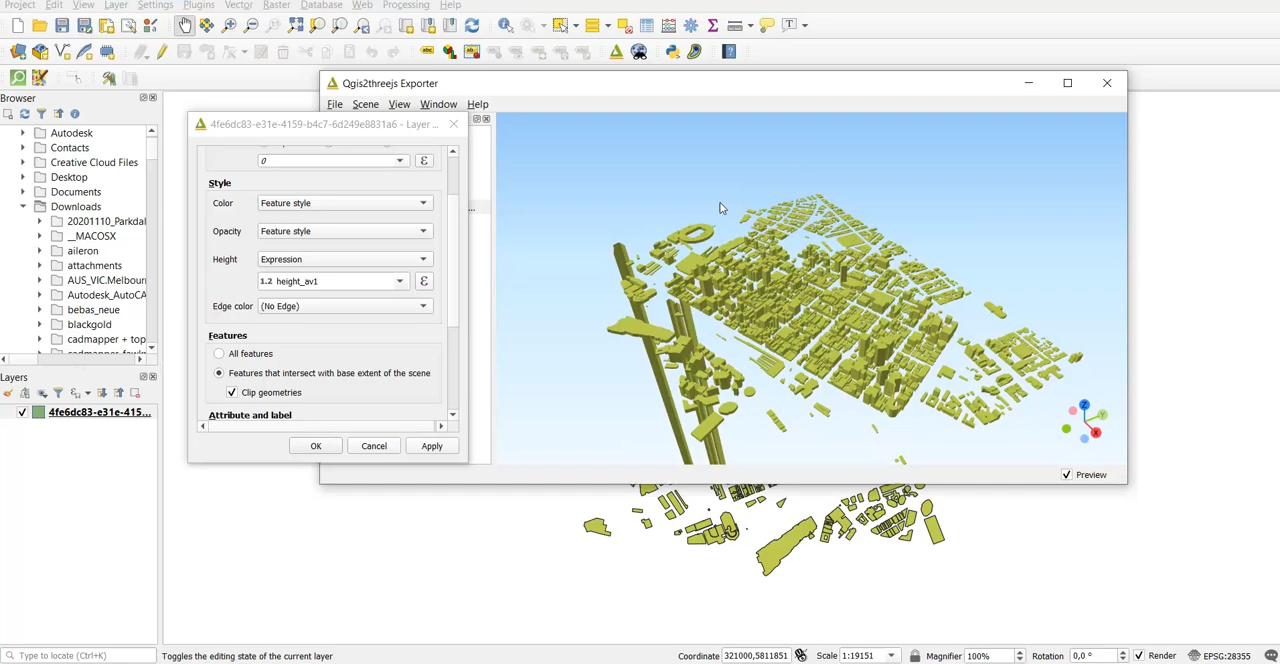 Project Edit View Layer Settings Plugins Vector Raster Database Web Processing Help
Browser
Autodesk
Contacts
Creative Cloud Files
Desktop
Documents
Downloads
20201110_Parkdal
__MACOSX
aileron
attachments
AUS_VIC.Melbour
Autodesk_AutoCA
bebas_neue
blackgold
cadmapper + top
Layers
4fe6dc83-e31e-415...
Qgis2threejs Exporter
File Scene View Window Help
4fe6dc83-e31e-4159-b4c7-6d249e8831a6 - Layer ...
0
ε
Style
Color Feature style
Opacity Feature style
Height Expression
1.2 height_av1 ε
Edge color (No Edge)
Features
All features
Features that intersect with base extent of the scene
Clip geometries
Attribute and label
OK Cancel Apply
Z
Y
X
Preview
Type to locate (Ctrl+K) Toggles the editing state of the current layer Coordinate 321000,5811851 Scale 1:19151 Magnifier 100% Rotation 0,0 ° Render EPSG:28355